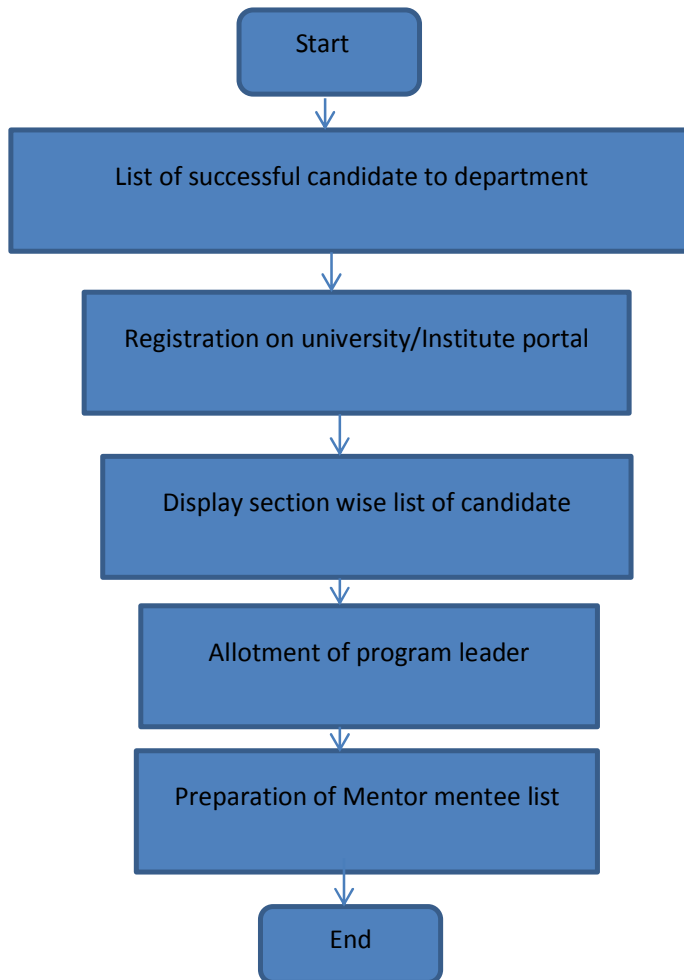 Start
List of successful candidate to department
Registration on university/Institute portal
Display section wise list of candidate
Allotment of program leader
Preparation of Mentor mentee list
End